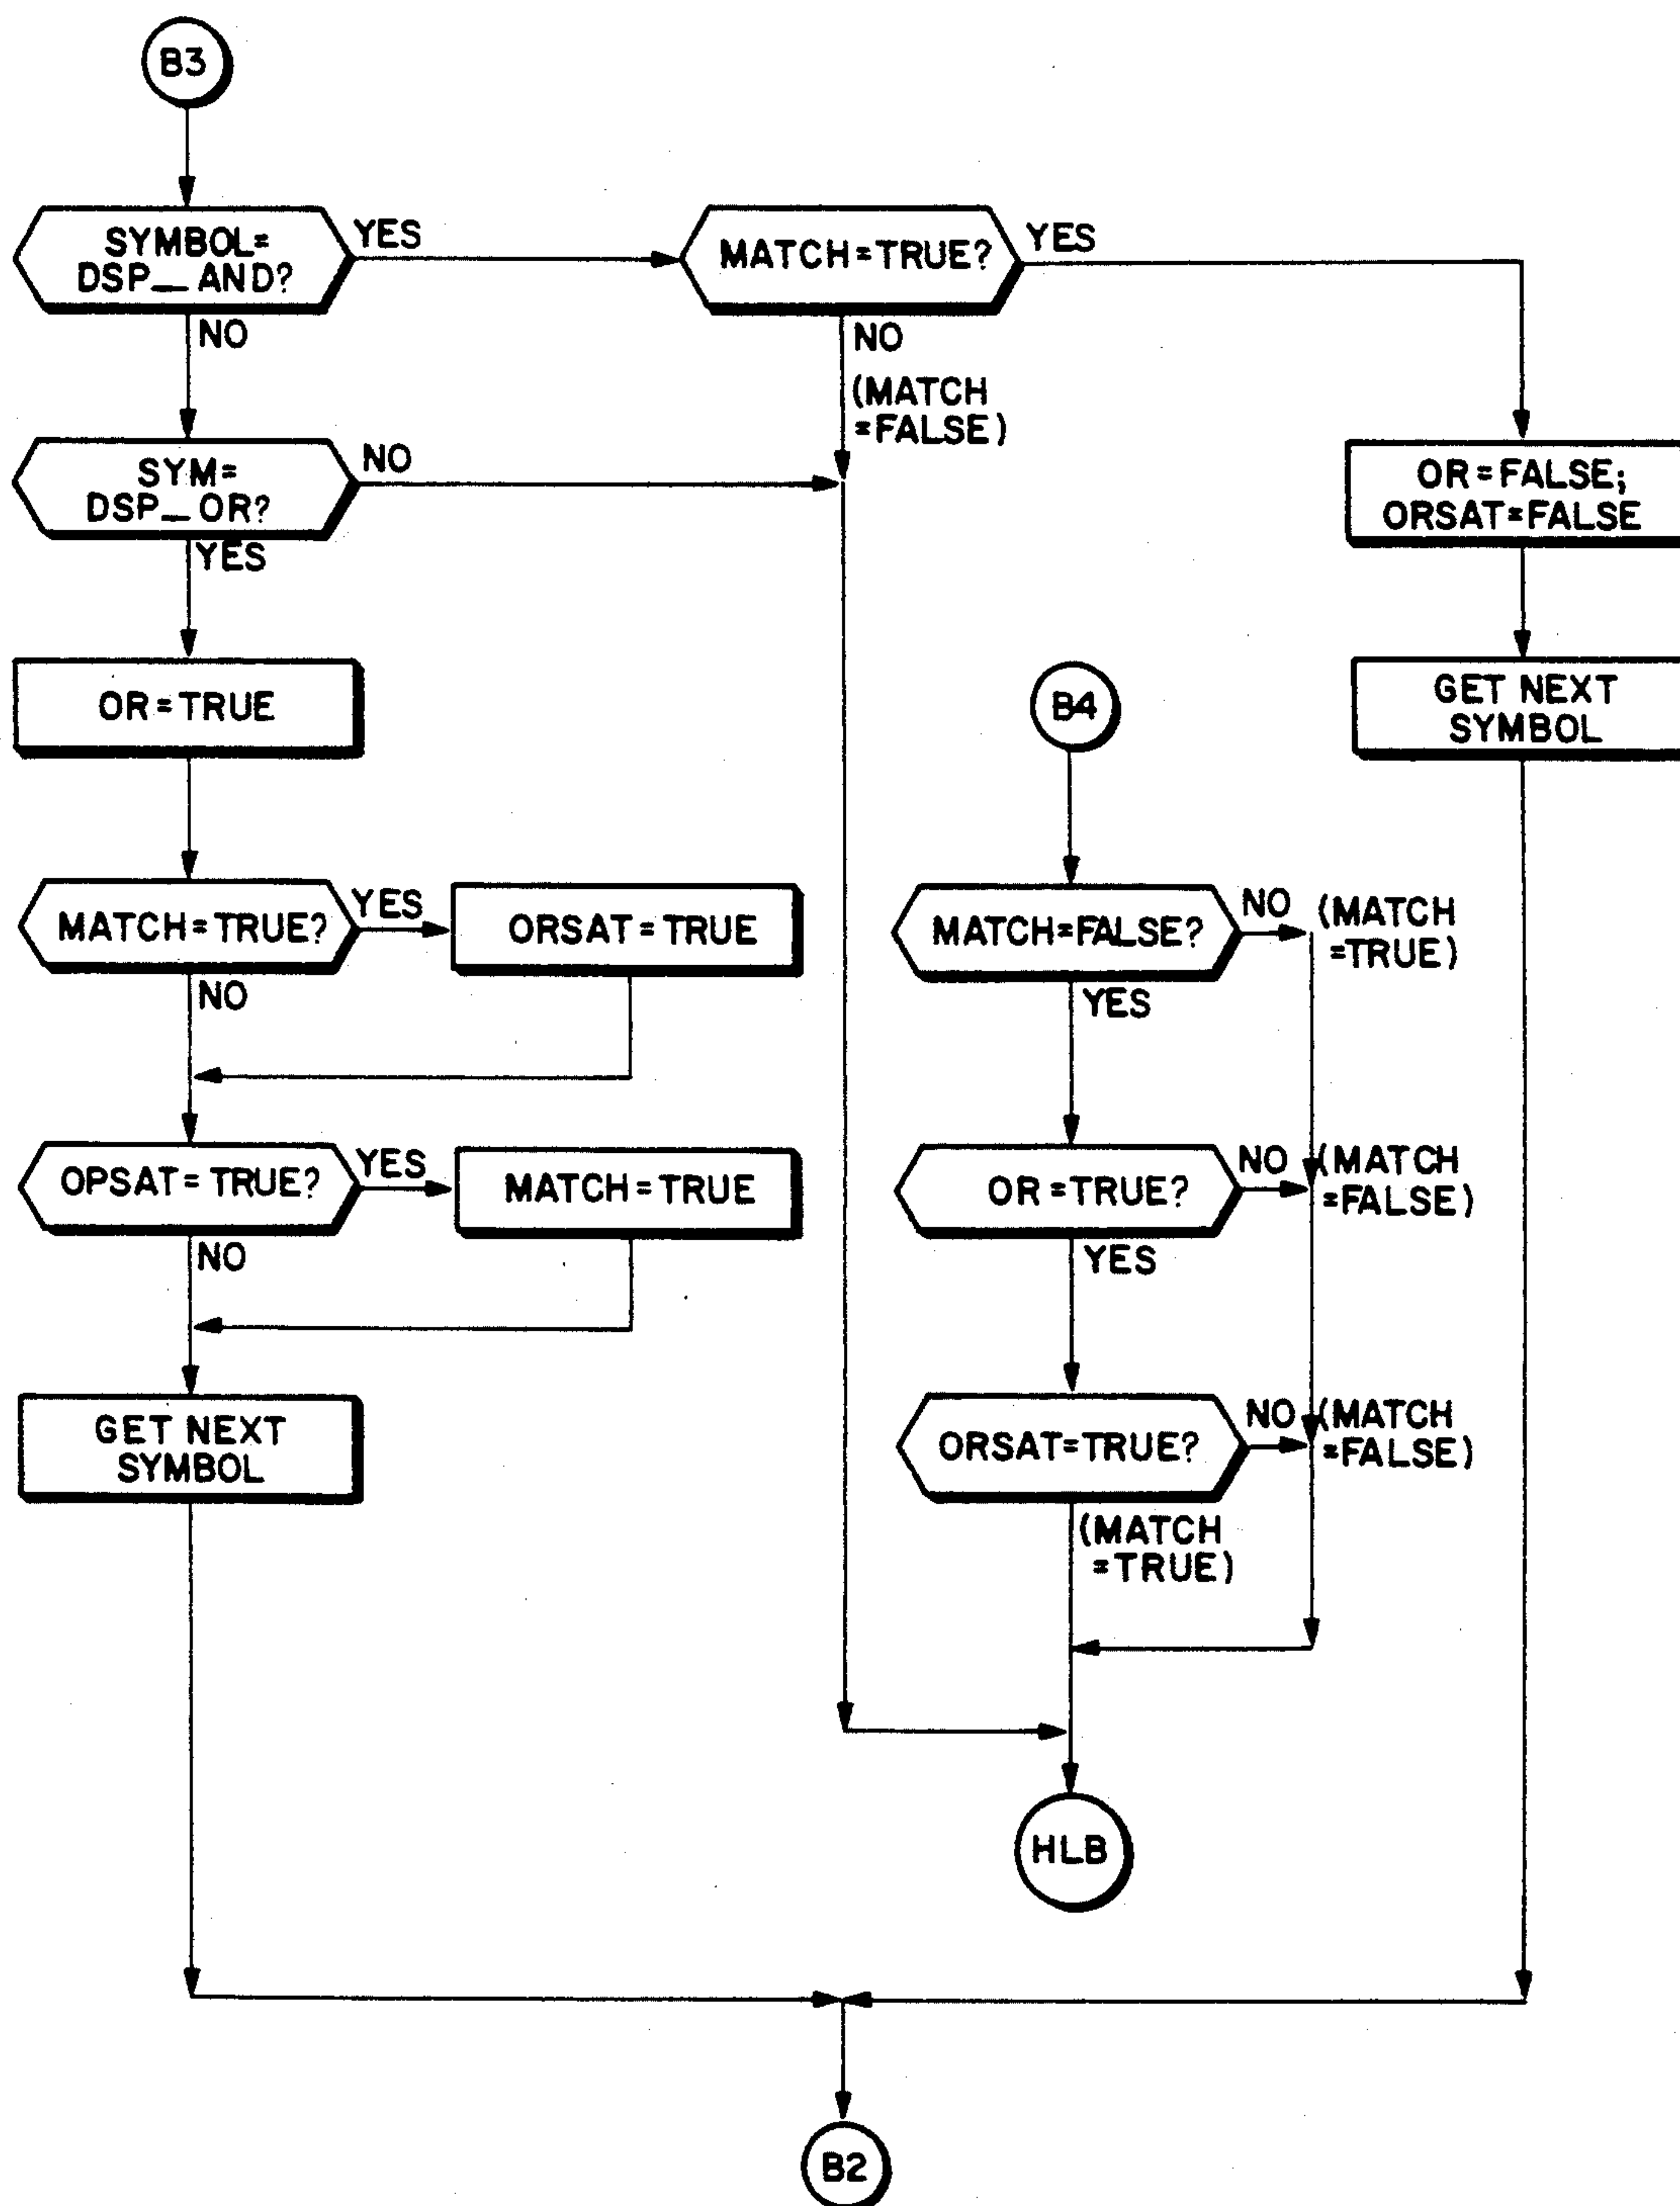 B3
SYMBOL=
DSP__AND?
YES
NO
MATCH=TRUE?
YES
NO
(MATCH
=FALSE)
SYM=
DSP__OR?
NO
YES
OR=FALSE;
ORSAT=FALSE
GET NEXT
SYMBOL
OR=TRUE
MATCH=TRUE?
YES
NO
ORSAT=TRUE
OPSAT=TRUE?
YES
NO
MATCH=TRUE
GET NEXT
SYMBOL
B4
MATCH=FALSE?
NO
(MATCH
=TRUE)
YES
OR=TRUE?
NO
(MATCH
=FALSE)
YES
ORSAT=TRUE?
NO
(MATCH
=FALSE)
(MATCH
=TRUE)
HLB
B2